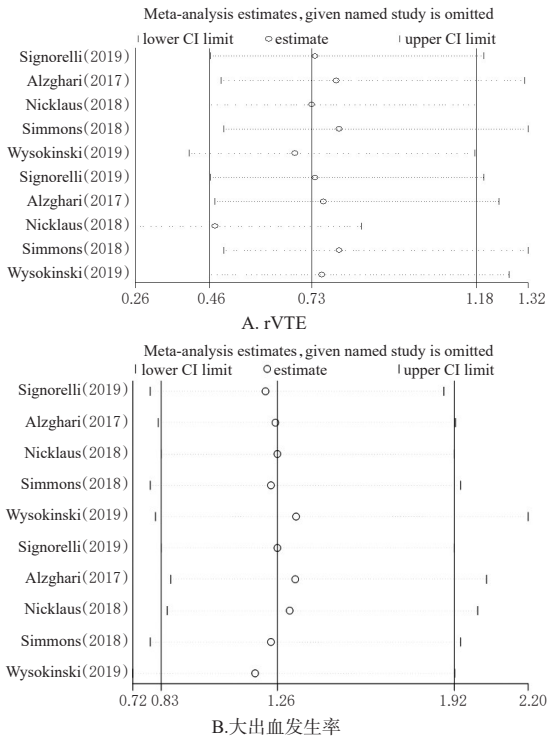 Meta-analysis estimates,given named study is omitted
lower CI limit estimate upper CI limit
Signorelli(2019)
Alzghari(2017)
Nicklaus(2018)
Simmons(2018)
Wysokinski(2019)
Signorelli(2019)
Alzghari(2017)
Nicklaus(2018)
Simmons(2018)
Wysokinski(2019)
0.26 0.46 0.73 1.18 1.32
A. rVTE
Meta-analysis estimates,given named study is omitted
lower CI limit estimate upper CI limit
Signorelli(2019)
Alzghari(2017)
Nicklaus(2018)
Simmons(2018)
Wysokinski(2019)
Signorelli(2019)
Alzghari(2017)
Nicklaus(2018)
Simmons(2018)
Wysokinski(2019)
0.72 0.83 1.26 1.92 2.20
B.大出血发生率